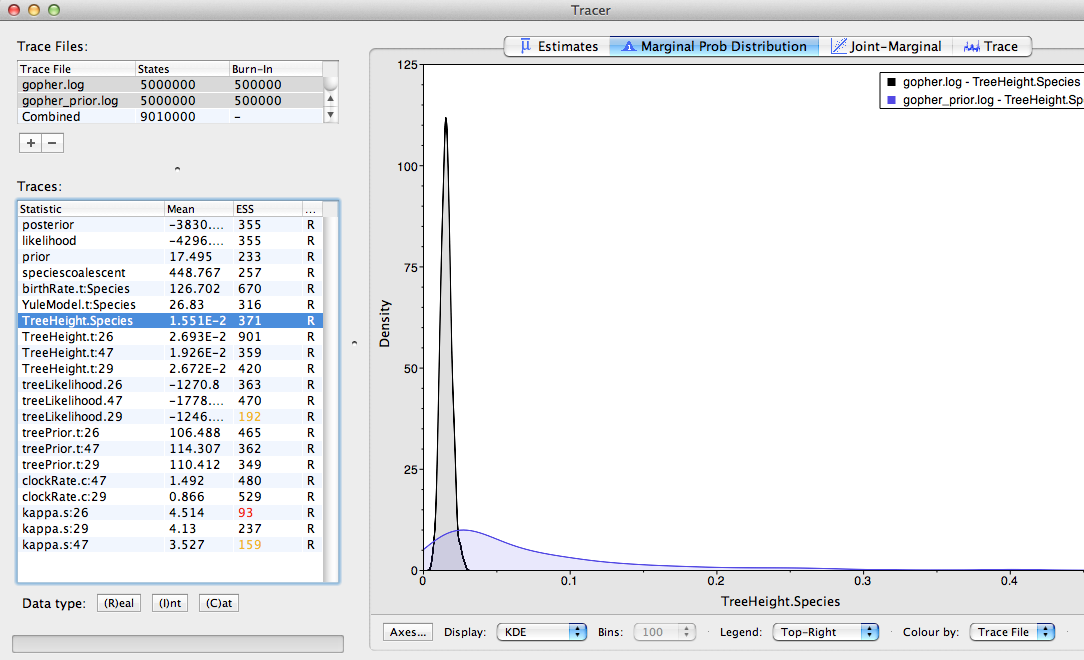 Tracer
Trace Files:
Trace File States Burn-In
gopher.log 5000000 500000
gopher_prior.log 5000000 500000
Combined 9010000 -
+ −
Traces:
Statistic Mean ESS ...
posterior -3830.... 355 R
likelihood -4296.... 355 R
prior 17.495 233 R
speciescoalescent 448.767 257 R
birthRate.t:Species 126.702 670 R
YuleModel.t:Species 26.83 316 R
TreeHeight.Species 1.551E-2 371 R
TreeHeight.t:26 2.693E-2 901 R
TreeHeight.t:47 1.926E-2 359 R
TreeHeight.t:29 2.672E-2 420 R
treeLikelihood.26 -1270.8 363 R
treeLikelihood.47 -1778.... 470 R
treeLikelihood.29 -1246.... 192 R
treePrior.t:26 106.488 465 R
treePrior.t:47 114.307 362 R
treePrior.t:29 110.412 349 R
clockRate.c:47 1.492 480 R
clockRate.c:29 0.866 529 R
kappa.s:26 4.514 93 R
kappa.s:29 4.13 237 R
kappa.s:47 3.527 159 R
Data type: (R)eal (I)nt (C)at
Estimates Marginal Prob Distribution Joint-Marginal Trace
gopher.log - TreeHeight.Species
gopher_prior.log - TreeHeight.Sp
125
100
75
50
25
0
Density
0 0.1 0.2 0.3 0.4
TreeHeight.Species
Axes... Display: KDE Bins: 100 Legend: Top-Right Colour by: Trace File